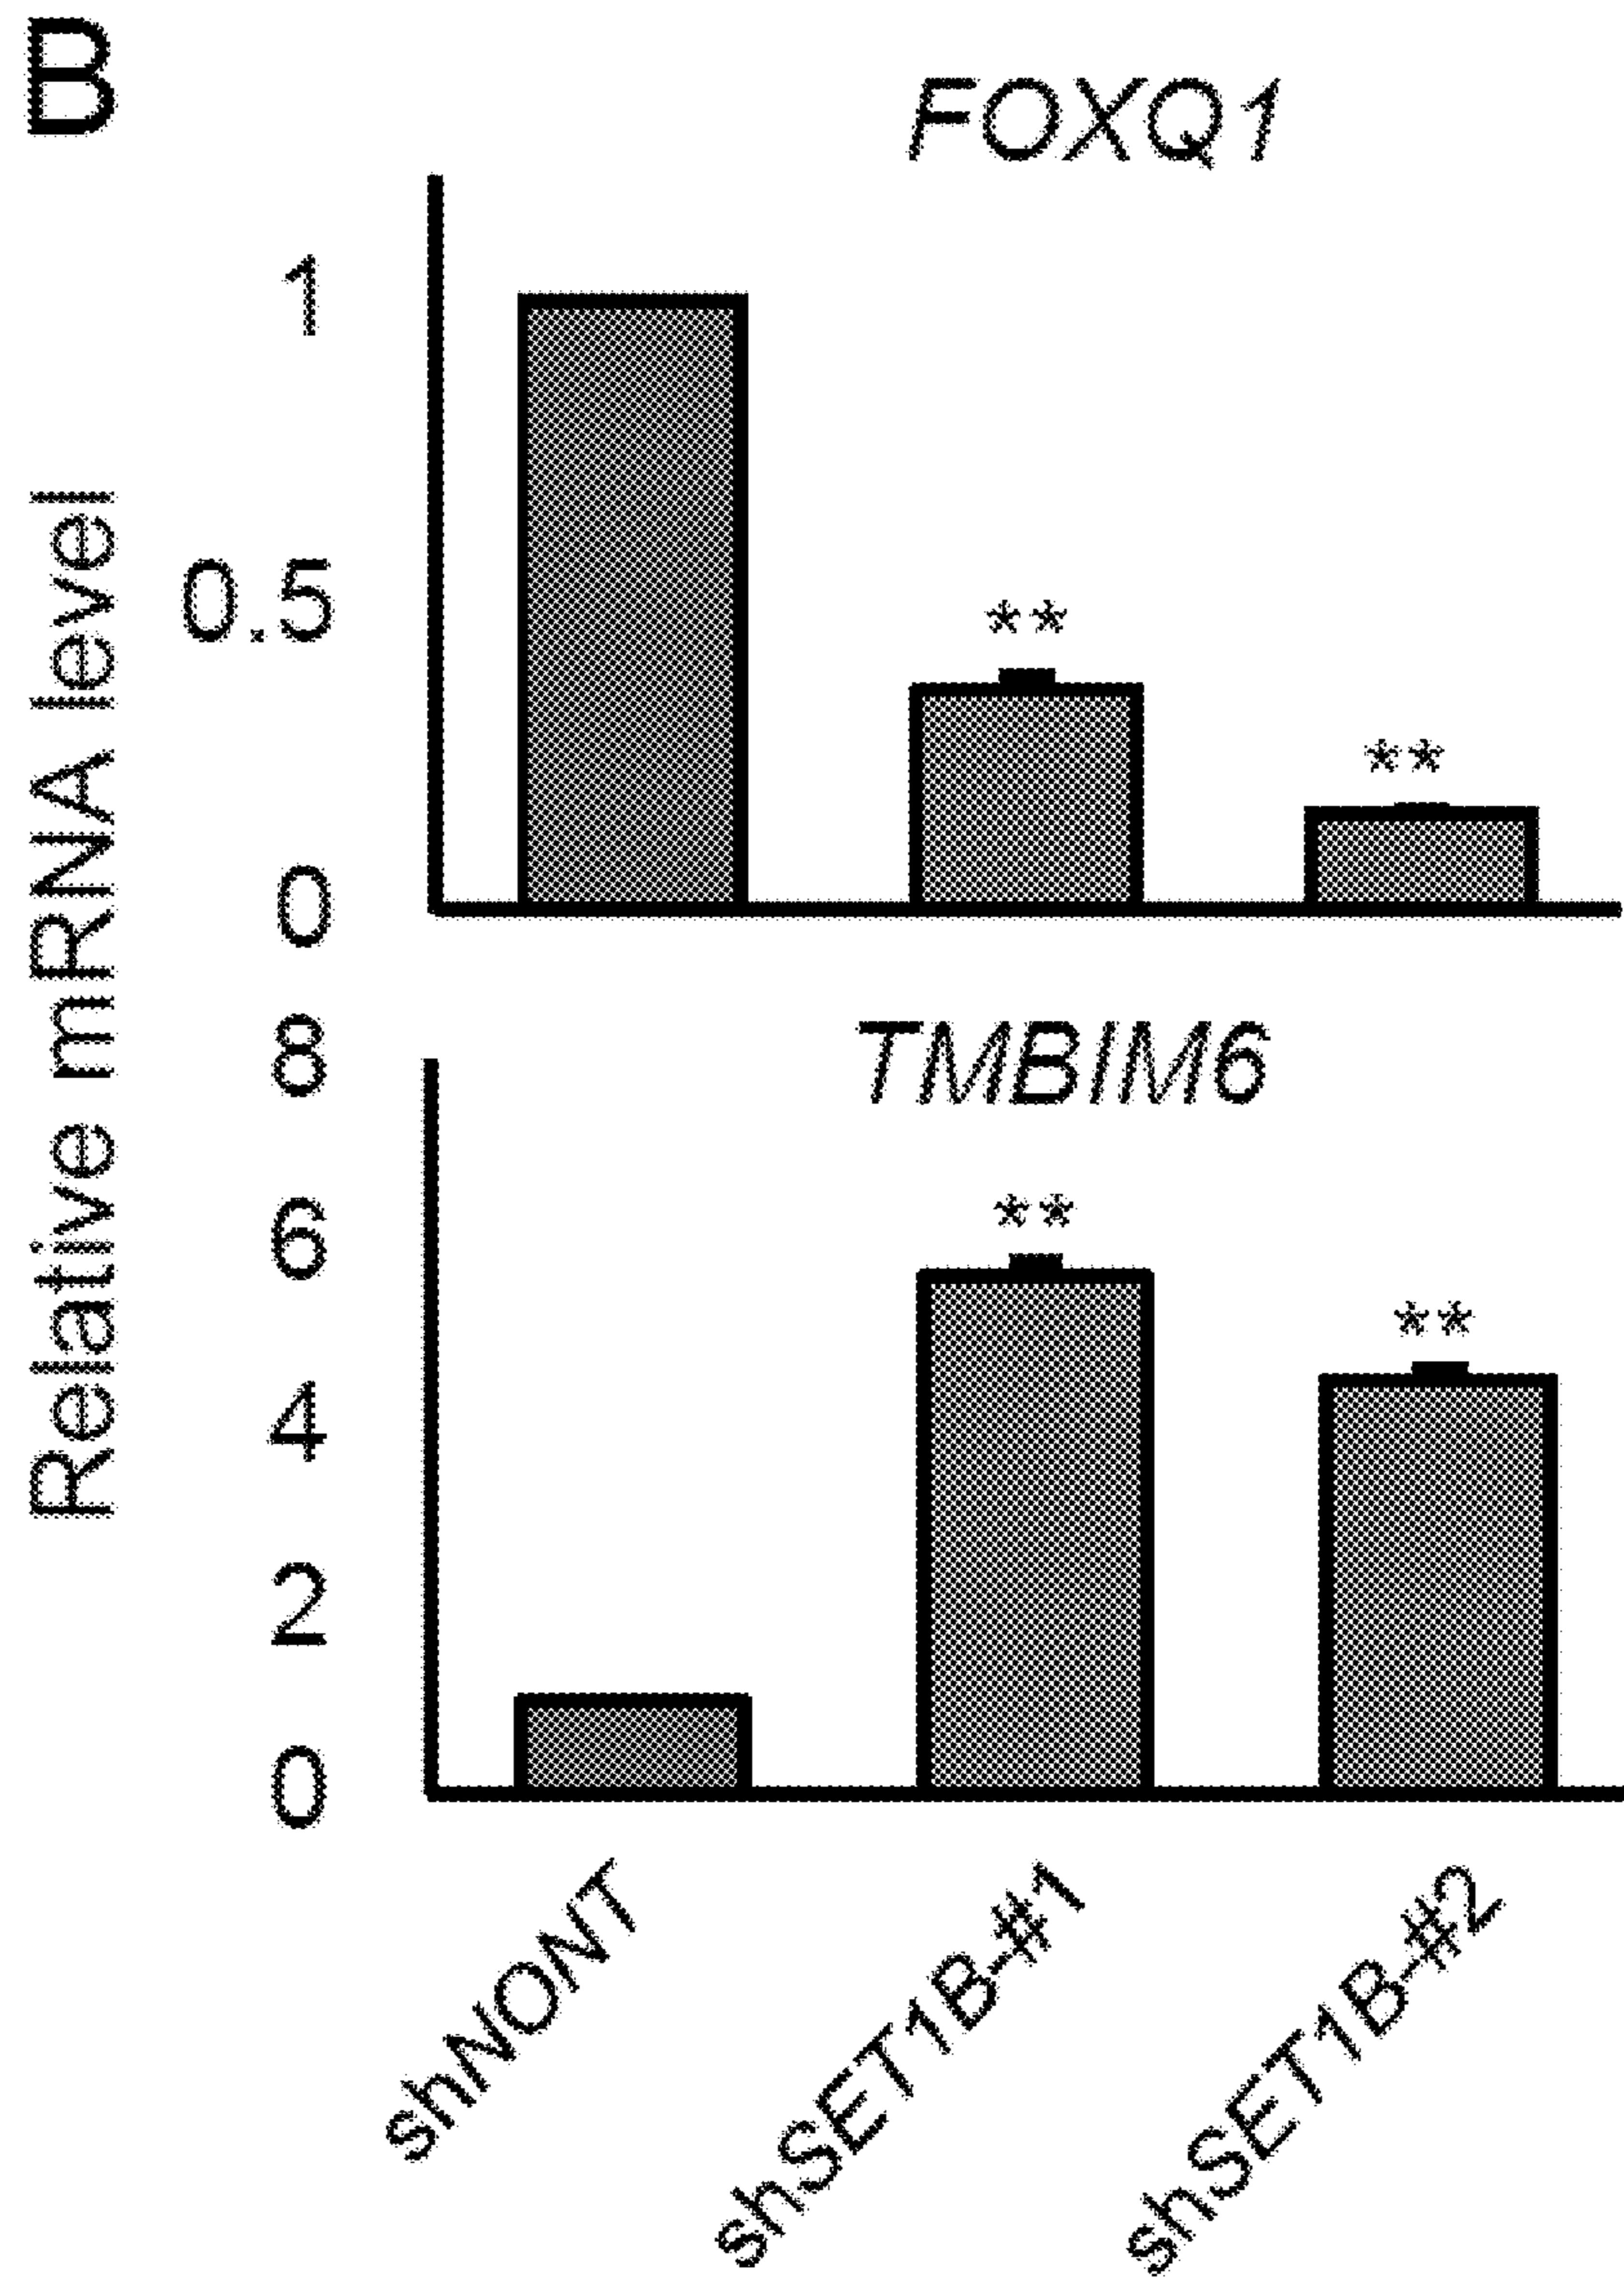 B
FOXQ1
Relative mRNA level
1
0.5
**
**
0
TMBIM6
8
6
**
**
4
2
0
shNONT
shSET1B-#1
shSET1B-#2